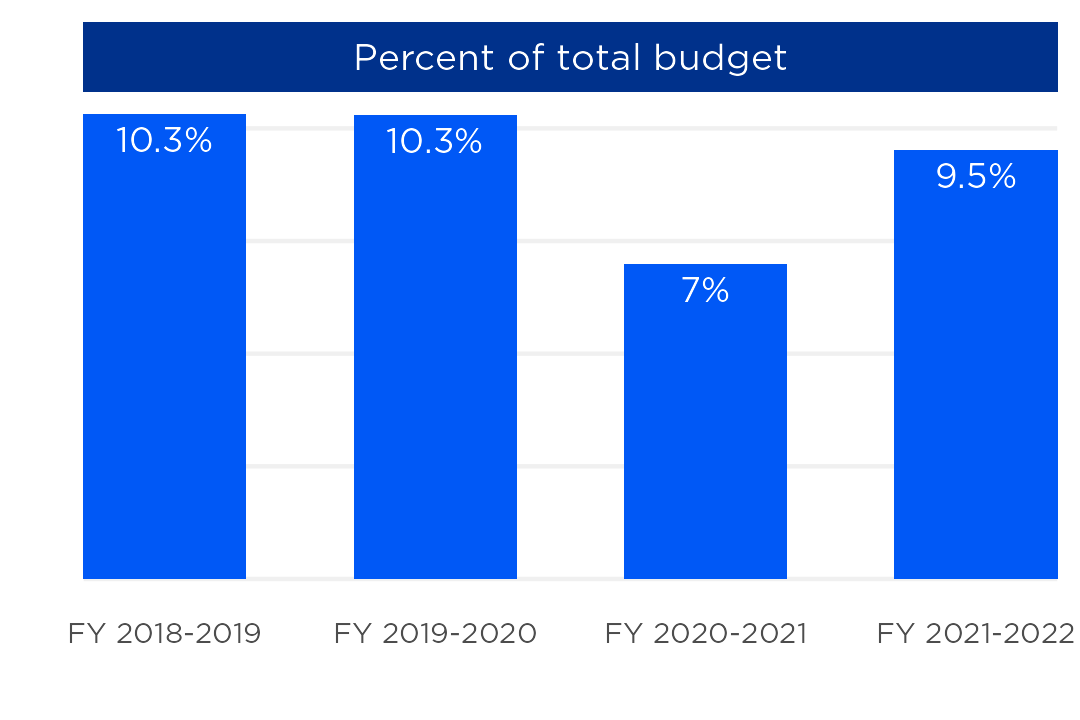 Percent of total budget
10.3%
10.3%
7%
9.5%
FY 2018-2019
FY 2019-2020
FY 2020-2021
FY 2021-2022